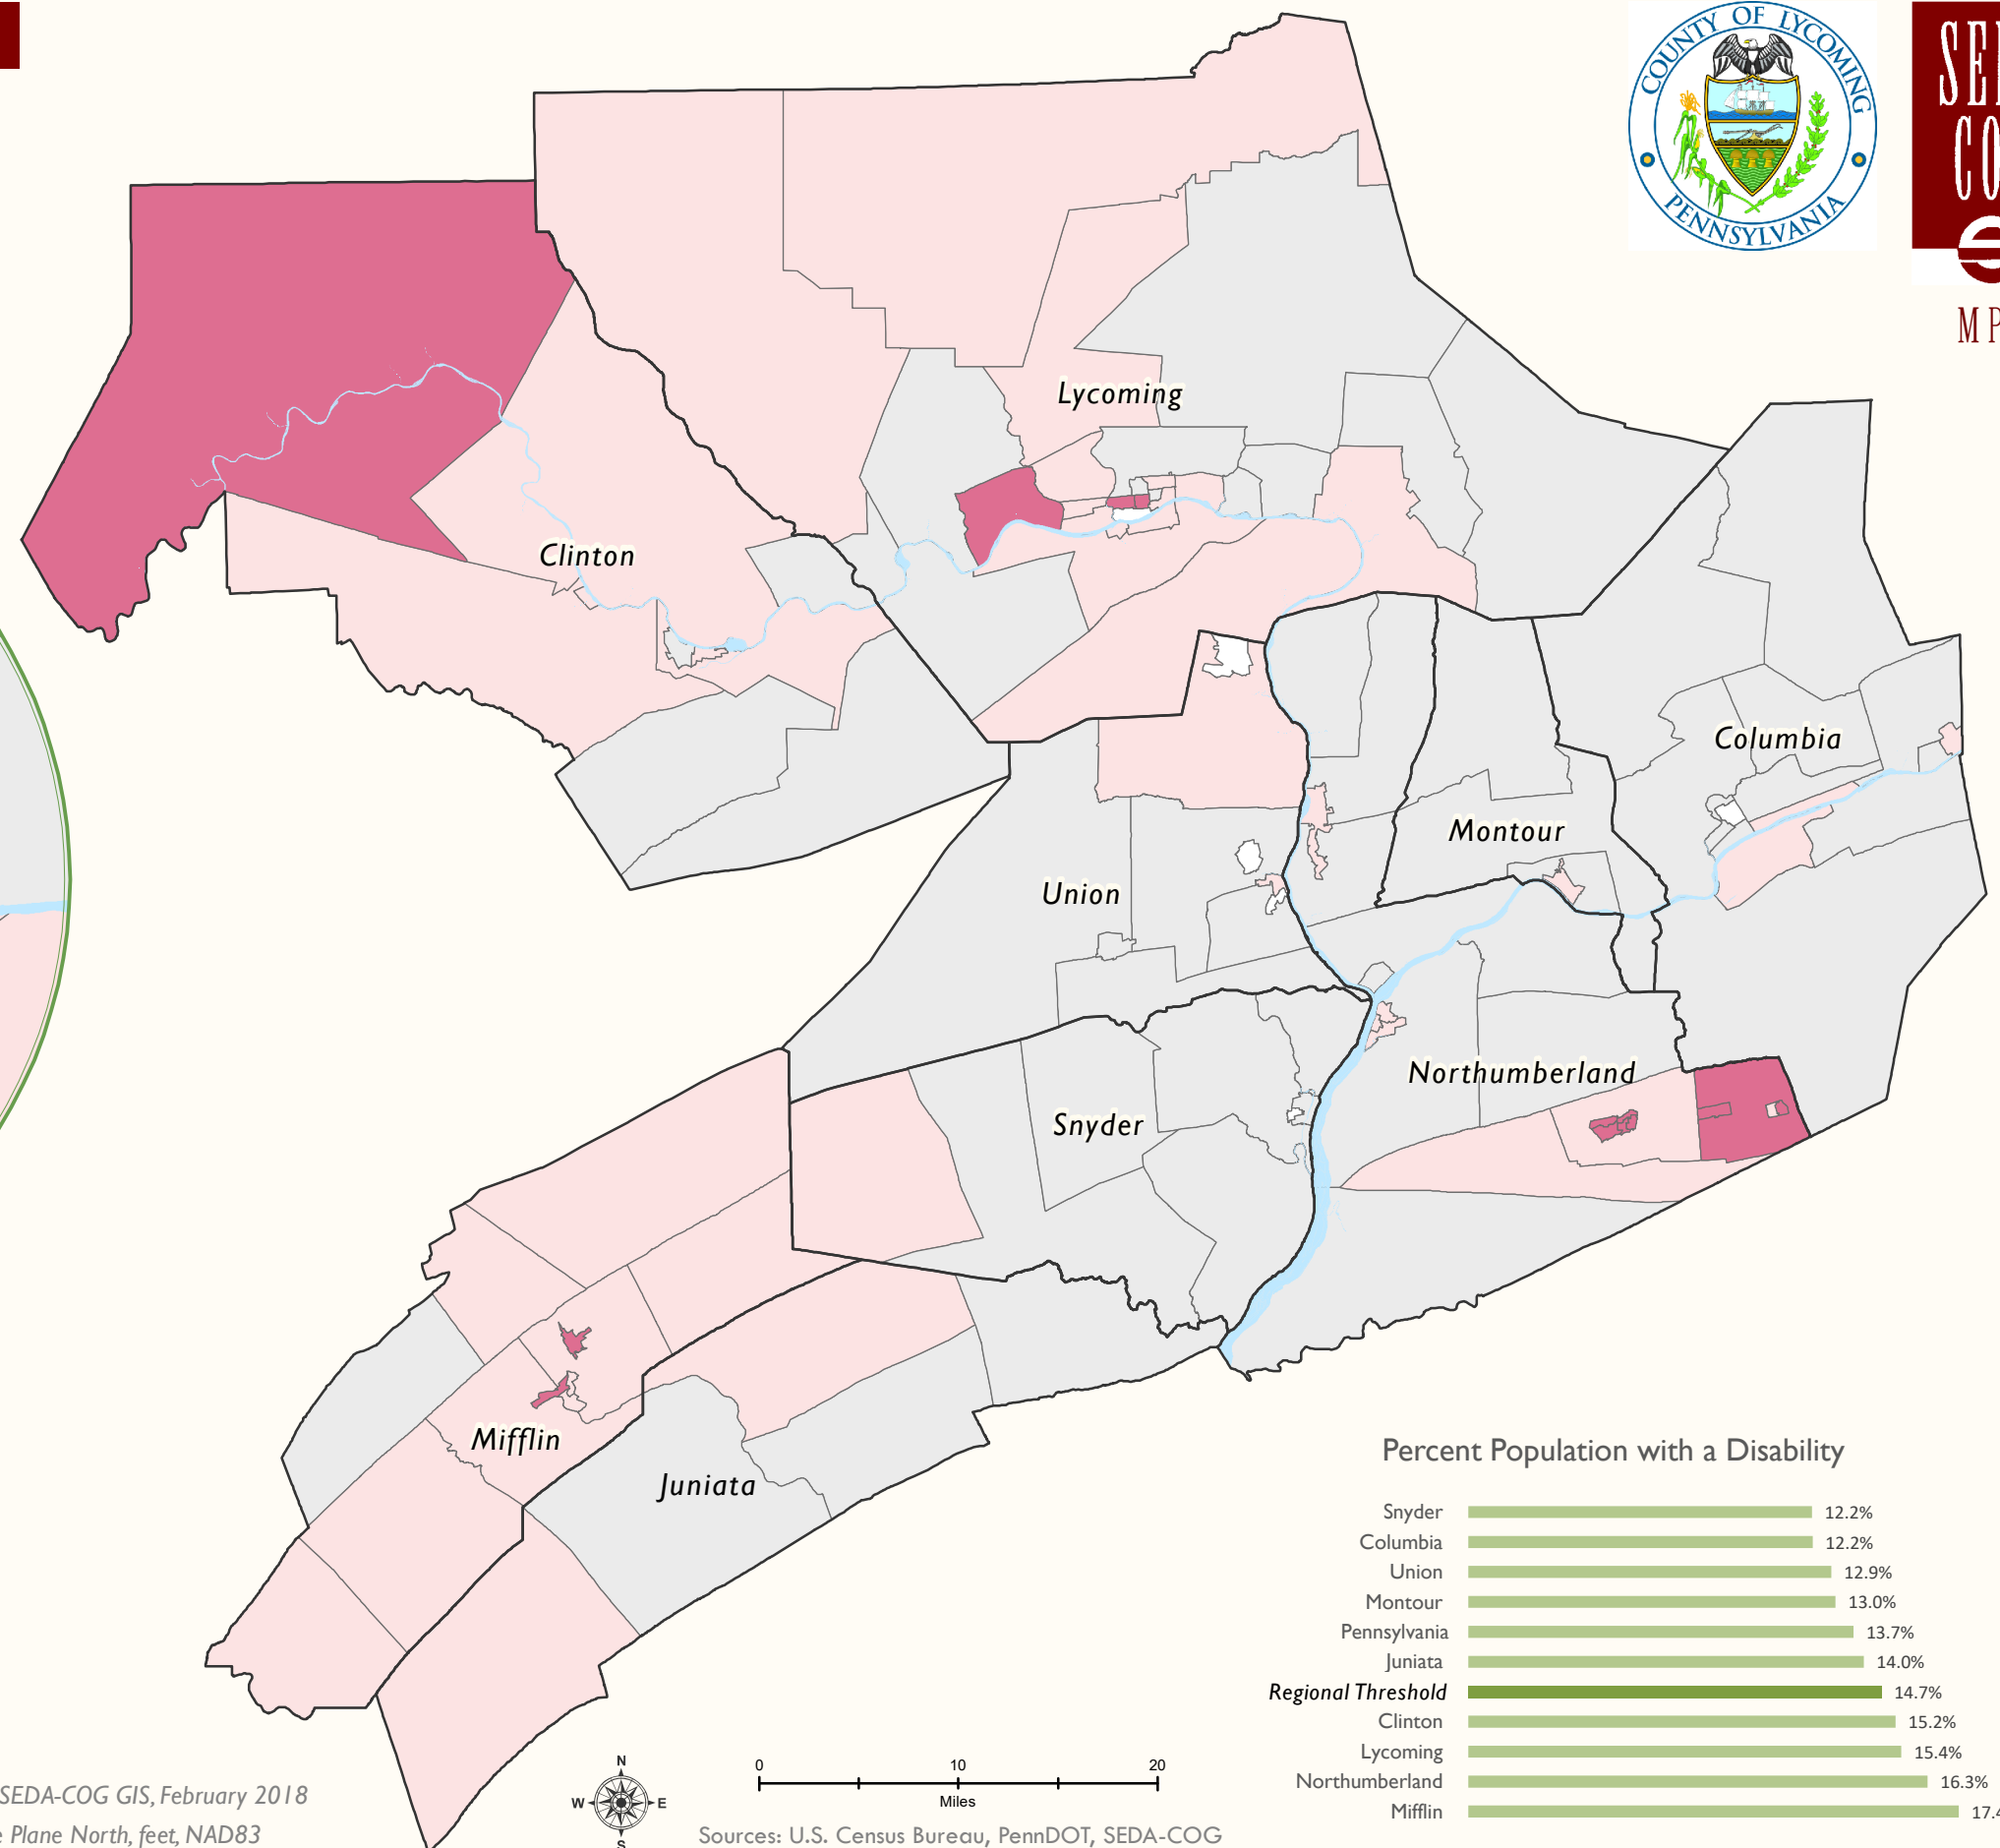 COUNTY OF LYCOMING
PENNSYLVANIA
MP
Lycoming
Clinton
Columbia
Montour
Union
Northumberland
Snyder
Mifflin
Juniata
Percent Population with a Disability
Snyder 12.2%
Columbia 12.2%
Union 12.9%
Montour 13.0%
Pennsylvania 13.7%
Juniata 14.0%
Regional Threshold 14.7%
Clinton 15.2%
Lycoming 15.4%
Northumberland 16.3%
Mifflin 17.4
N
W E
S
0 10 20
Miles
SEDA-COG GIS, February 2018
Plane North, feet, NAD83
Sources: U.S. Census Bureau, PennDOT, SEDA-COG